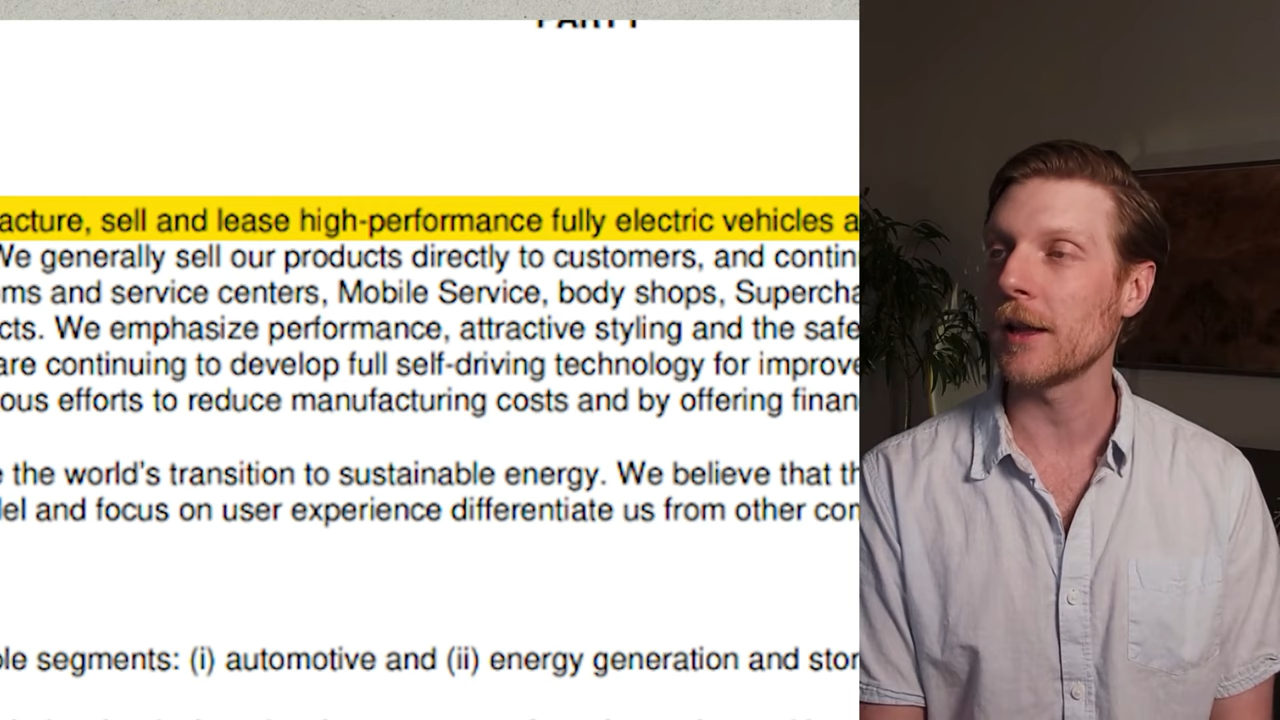 PART I
acture, sell and lease high-performance fully electric vehicles a
We generally sell our products directly to customers, and contin
ms and service centers, Mobile Service, body shops, Supercha
cts. We emphasize performance, attractive styling and the safe
are continuing to develop full self-driving technology for improve
ous efforts to reduce manufacturing costs and by offering finan
e the world's transition to sustainable energy. We believe that th
el and focus on user experience differentiate us from other con
le segments: (i) automotive and (ii) energy generation and stor